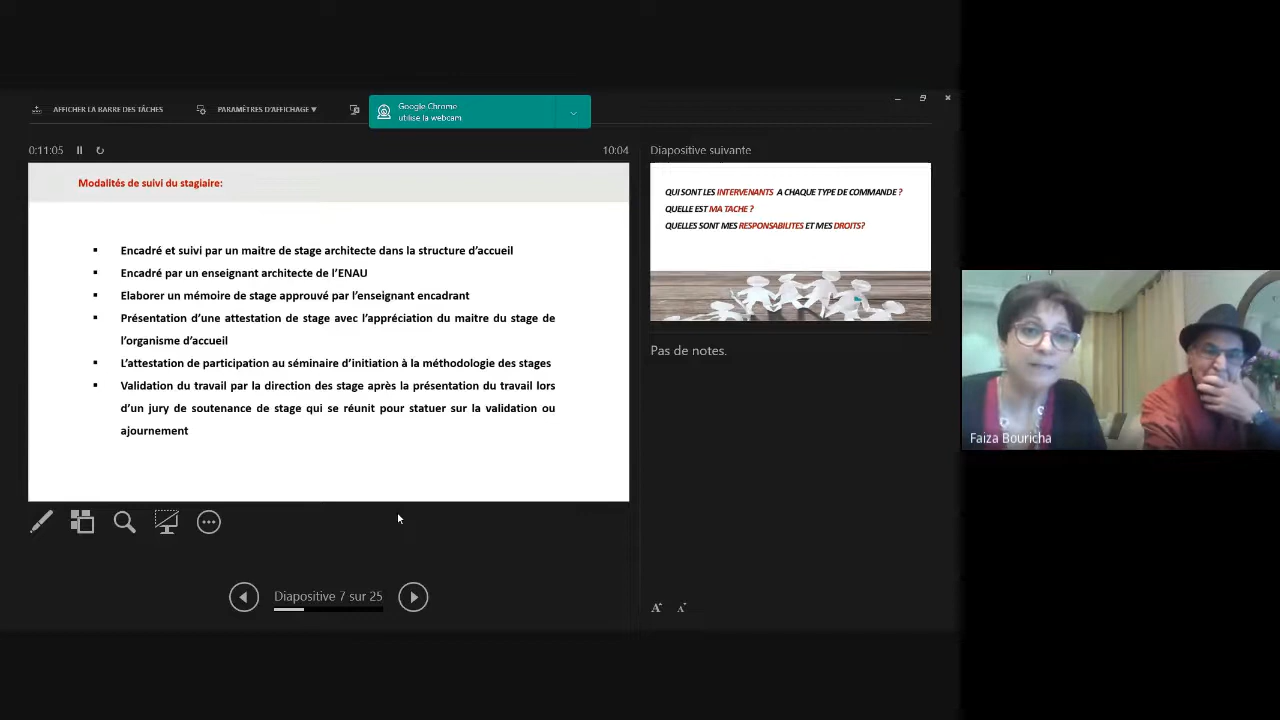 AFFICHER LA BARRE DES TÂCHES
PARAMÈTRES D'AFFICHAGE ▼
Google Chrome
utilise la webcam
0:11:05
10:04
Modalités de suivi du stagiaire:
▪ Encadré et suivi par un maitre de stage architecte dans la structure d'accueil
▪ Encadré par un enseignant architecte de l'ENAU
▪ Elaborer un mémoire de stage approuvé par l'enseignant encadrant
▪ Présentation d'une attestation de stage avec l'appréciation du maitre du stage de
l'organisme d'accueil
▪ L'attestation de participation au séminaire d'initiation à la méthodologie des stages
▪ Validation du travail par la direction des stage après la présentation du travail lors
d'un jury de soutenance de stage qui se réunit pour statuer sur la validation ou
ajournement
Diapositive 7 sur 25
Diapositive suivante
QUI SONT LES INTERVENANTS A CHAQUE TYPE DE COMMANDE ?
QUELLE EST MA TACHE ?
QUELLES SONT MES RESPONSABILITES ET MES DROITS?
Pas de notes.
A A
Faiza Bouricha